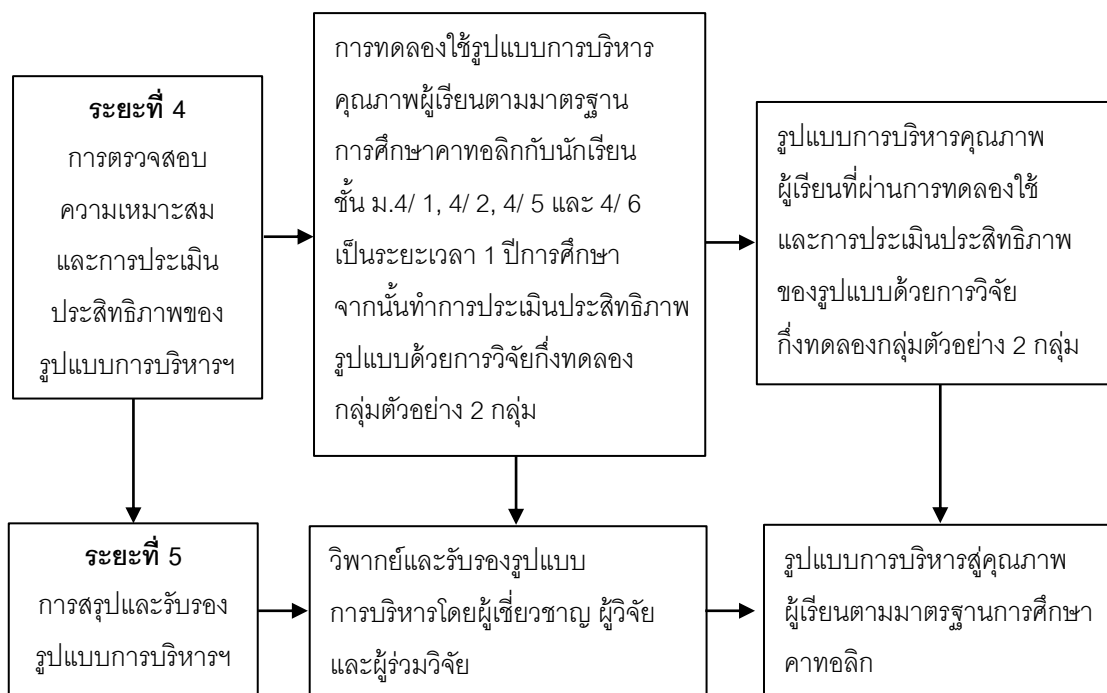 ระยะที่ 4
การตรวจสอบ
ความเหมาะสม
และการประเมิน
ประสิทธิภาพของ
รูปแบบการบริหารฯ
การทดลองใช้รูปแบบการบริหาร
คุณภาพผู้เรียนตามมาตรฐาน
การศึกษาคาทอลิกกับนักเรียน
ชั้น ม.4/ 1, 4/ 2, 4/ 5 และ 4/ 6
เป็นระยะเวลา 1 ปีการศึกษา
จากนั้นทำการประเมินประสิทธิภาพ
รูปแบบด้วยการวิจัยกึ่งทดลอง
กลุ่มตัวอย่าง 2 กลุ่ม
รูปแบบการบริหารคุณภาพ
ผู้เรียนที่ผ่านการทดลองใช้
และการประเมินประสิทธิภาพ
ของรูปแบบด้วยการวิจัย
กึ่งทดลองกลุ่มตัวอย่าง 2 กลุ่ม
ระยะที่ 5
การสรุปและรับรอง
รูปแบบการบริหารฯ
วิพากย์และรับรองรูปแบบ
การบริหารโดยผู้เชี่ยวชาญ ผู้วิจัย
และผู้ร่วมวิจัย
รูปแบบการบริหารสู่คุณภาพ
ผู้เรียนตามมาตรฐานการศึกษา
คาทอลิก